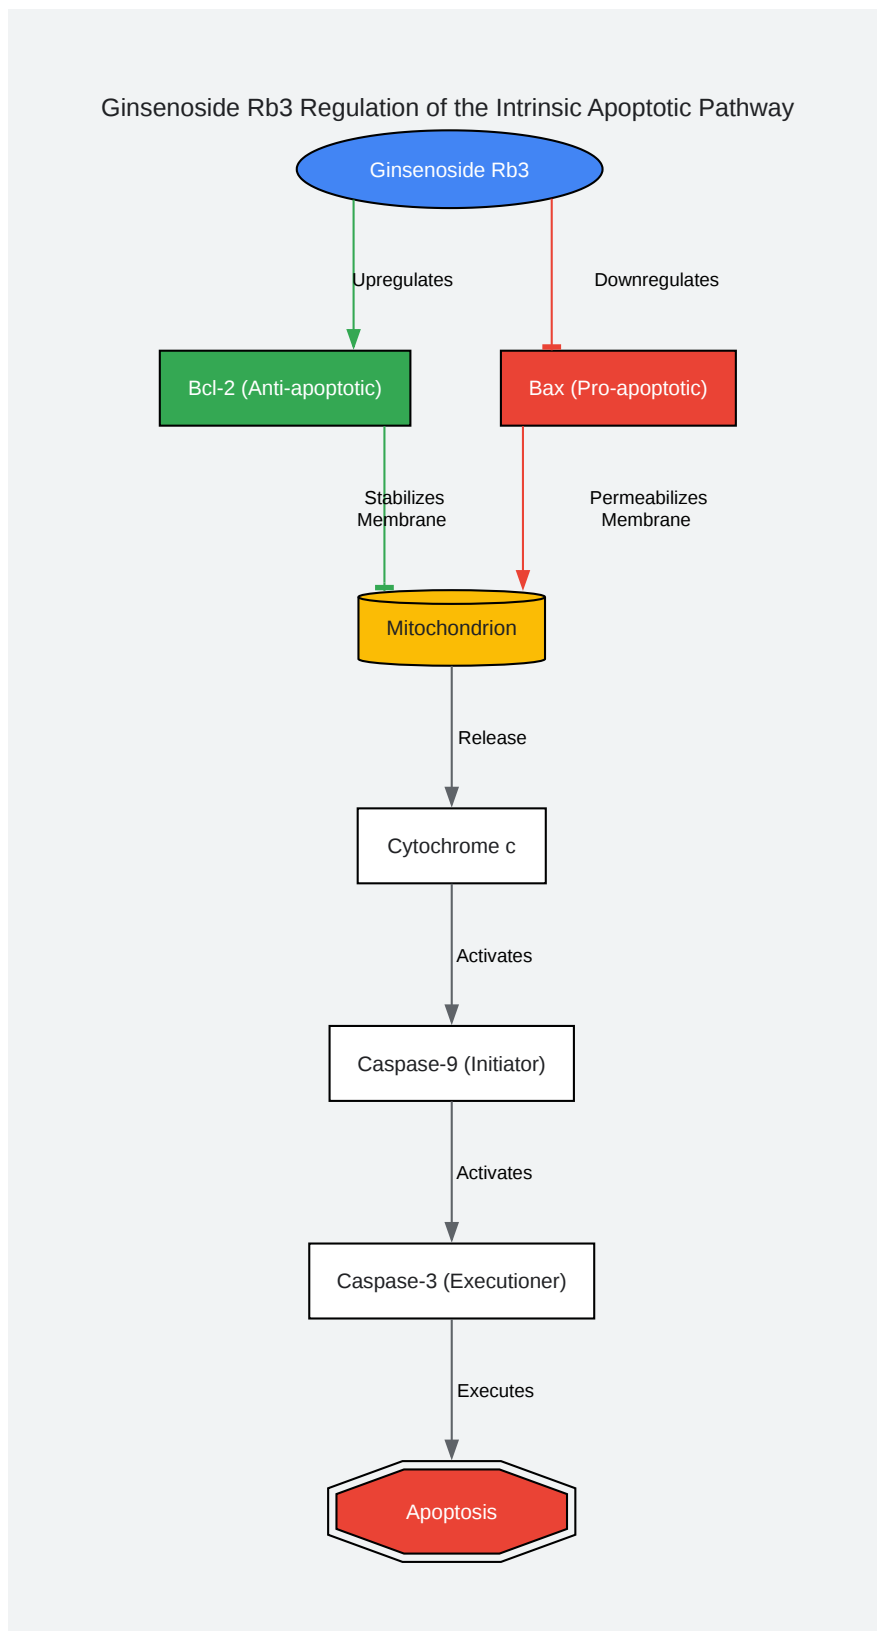 Ginsenoside Rb3 Regulation of the Intrinsic Apoptotic Pathway
Ginsenoside Rb3
Upregulates
Downregulates
Bcl-2 (Anti-apoptotic)
Bax (Pro-apoptotic)
Stabilizes
Membrane
Permeabilizes
Membrane
Mitochondrion
Release
Cytochrome c
Activates
Caspase-9 (Initiator)
Activates
Caspase-3 (Executioner)
Executes
Apoptosis